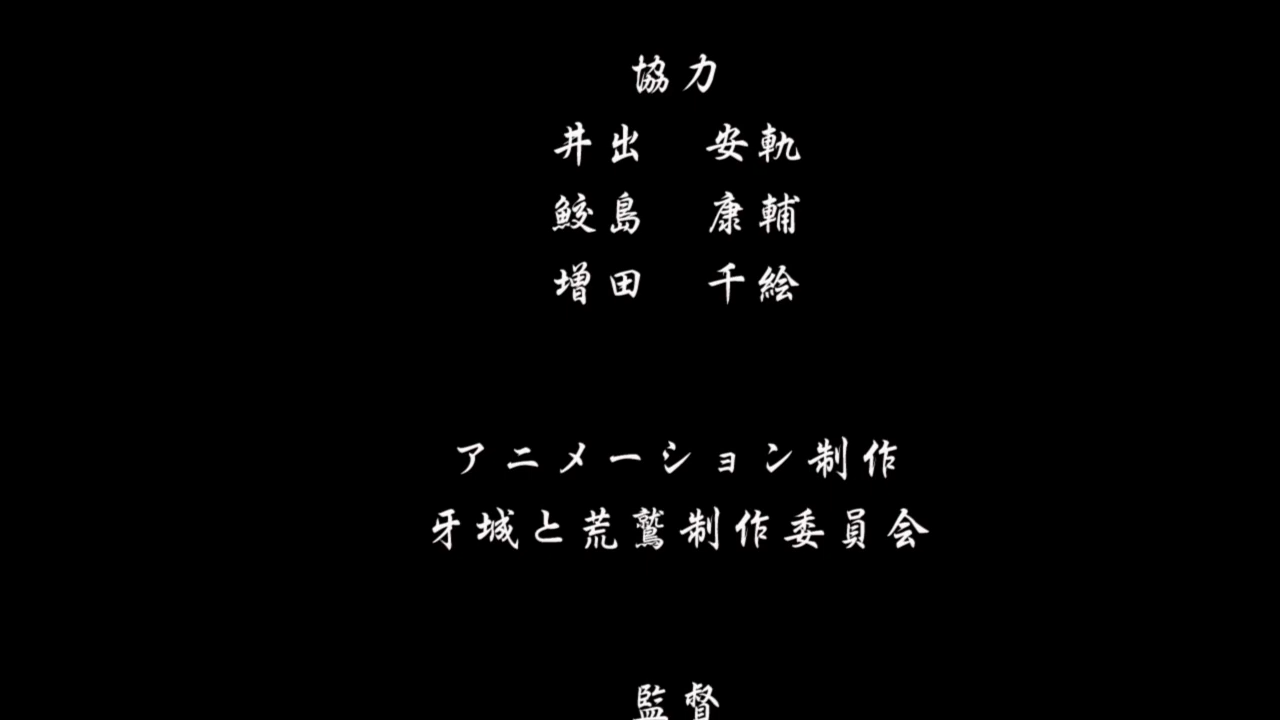 協力
井出 安軌
鮫島 康輔
増田 千絵
アニメーション制作
牙城と荒鷲制作委員会
監督